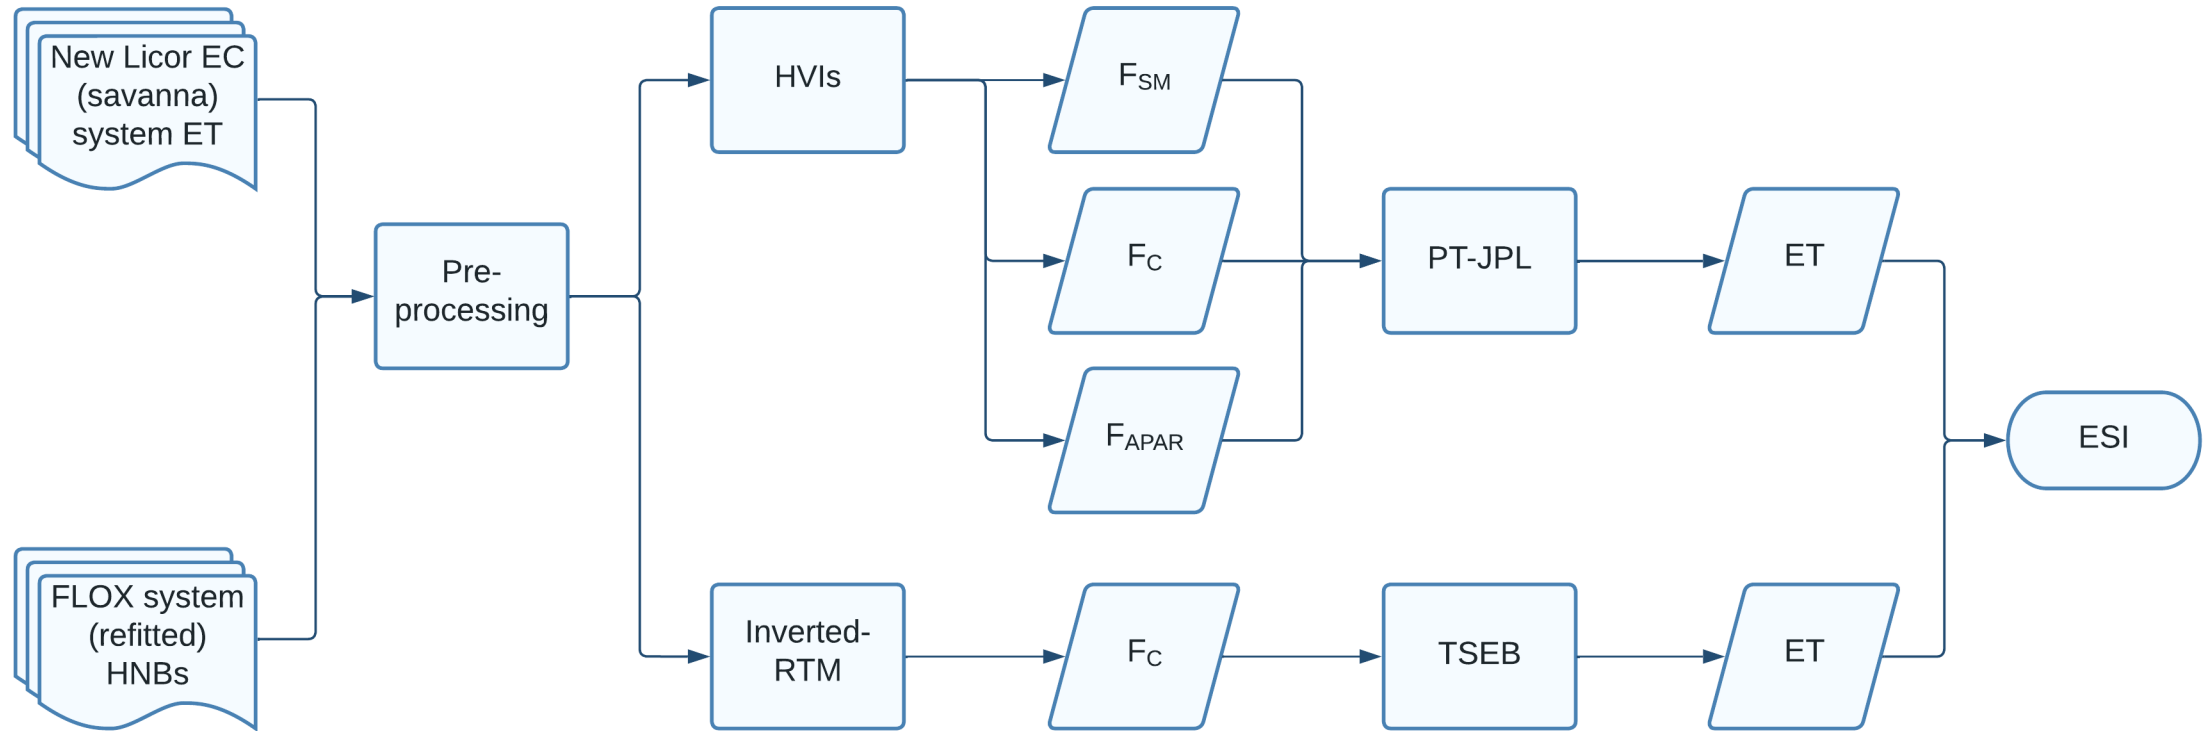 New Licor EC
(savanna)
system ET
FLOX system
(refitted)
HNBs
Pre-
processing
HVIs
Inverted-
RTM
FSM
FC
FAPAR
FC
PT-JPL
TSEB
ET
ET
ESI